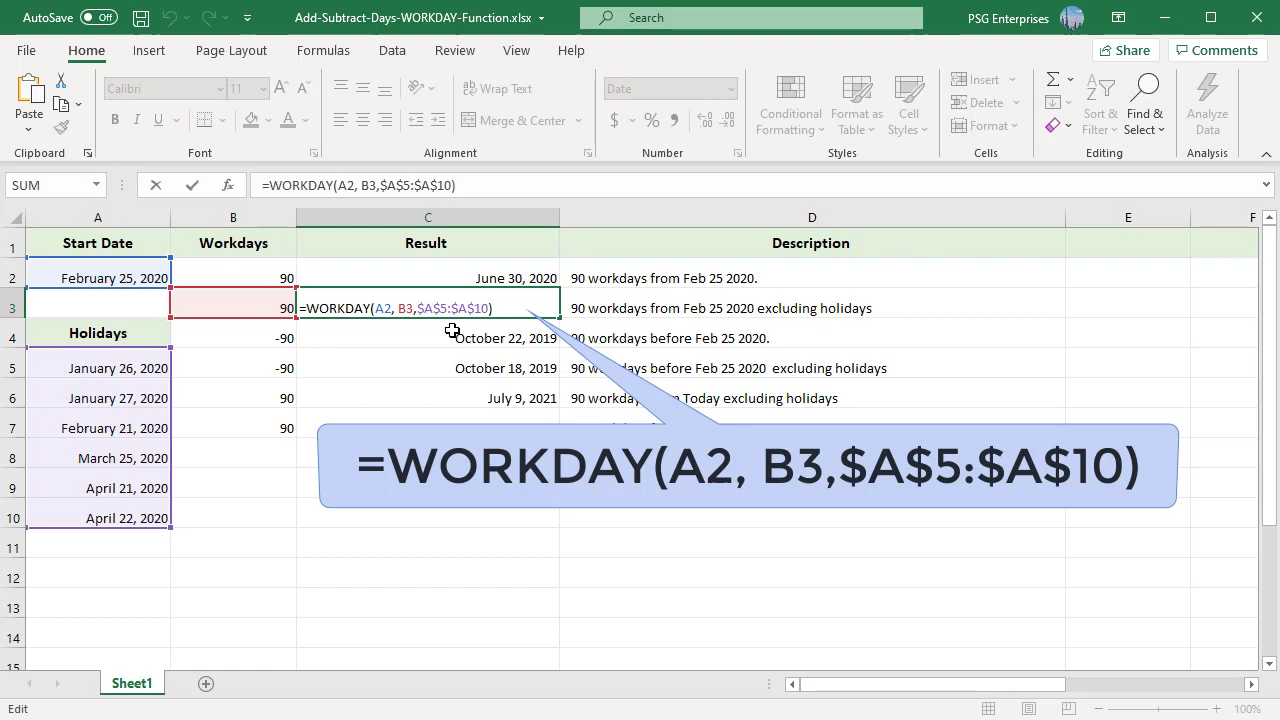 AutoSave Off Add-Subtract-Days-WORKDAY-Function.xlsx Search PSG Enterprises
File Home Insert Page Layout Formulas Data Review View Help Share Comments
Paste Calibri 11 Wrap Text Date Conditional Formatting Format as Table Cell Styles Insert Sort & Filter Find & Select Analyze Data
B I U Merge & Center $ % Delete
Format
Clipboard Font Alignment Number Styles Cells Editing Analysis
SUM fx =WORKDAY(A2, B3,$A$5:$A$10)
A B C D E F
1 Start Date Workdays Result Description
2 February 25, 2020 90 June 30, 2020 90 workdays from Feb 25 2020.
3 90 =WORKDAY(A2, B3,$A$5:$A$10) 90 workdays from Feb 25 2020 excluding holidays
4 Holidays -90 October 22, 2019 90 workdays before Feb 25 2020.
5 January 26, 2020 -90 October 18, 2019 90 workdays before Feb 25 2020 excluding holidays
6 January 27, 2020 90 July 9, 2021 90 workdays Today excluding holidays
7 February 21, 2020 90
=WORKDAY(A2, B3,$A$5:$A$10)
8 March 25, 2020
9 April 21, 2020
10 April 22, 2020
11
12
13
14
15
Sheet1
Edit 100%